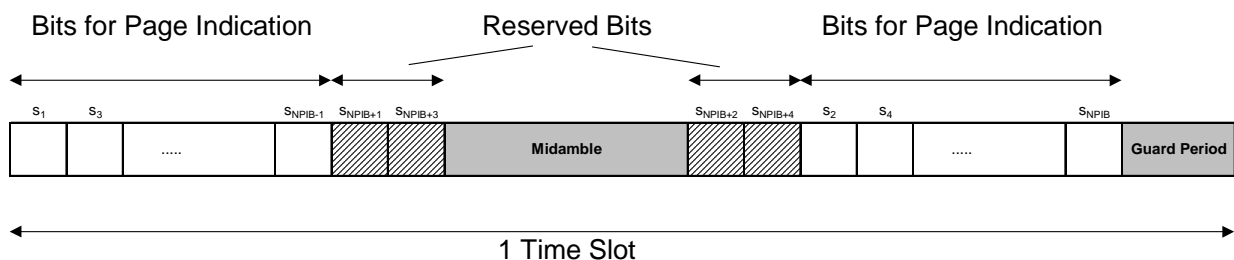 Bits for Page Indication Reserved Bits Bits for Page Indication
s1 s3 sNPIB-1 sNPIB+1 sNPIB+3 sNPIB+2 sNPIB+4 s2 s4 sNPIB
..... Midamble ..... Guard Period
1 Time Slot